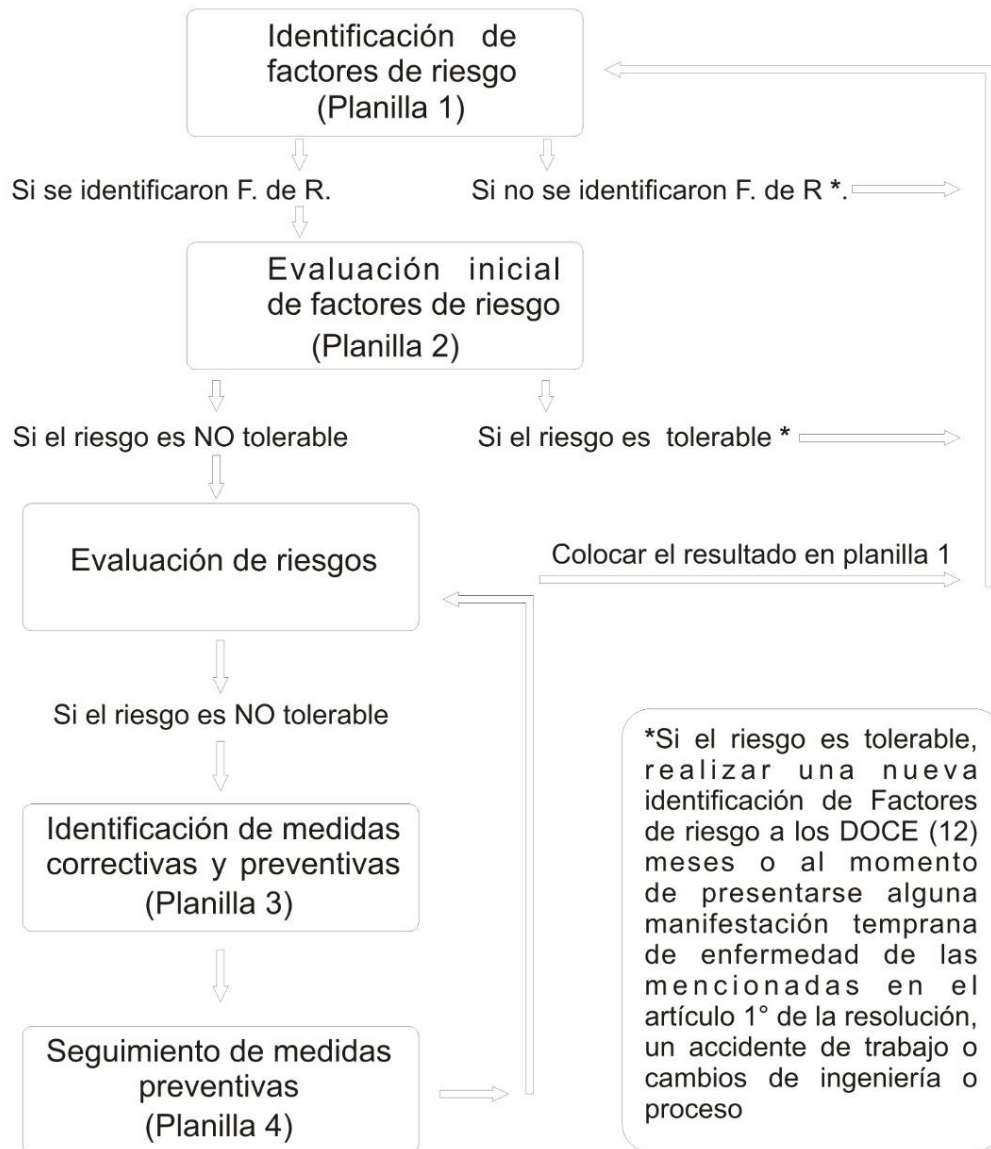 Identificación de
factores de riesgo
(Planilla 1)
Si se identificaron F. de R.
Si no se identificaron F. de R *.
Evaluación inicial
de factores de riesgo
(Planilla 2)
Si el riesgo es NO tolerable
Si el riesgo es tolerable *
Evaluación de riesgos
Colocar el resultado en planilla 1
Si el riesgo es NO tolerable
Identificación de medidas
correctivas y preventivas
(Planilla 3)
Seguimiento de medidas
preventivas
(Planilla 4)
*Si el riesgo es tolerable,
realizar una nueva
identificación de Factores
de riesgo a los DOCE (12)
meses o al momento
de presentarse alguna
manifestación temprana
de enfermedad de las
mencionadas en el
artículo 1° de la resolución,
un accidente de trabajo o
cambios de ingeniería o
proceso